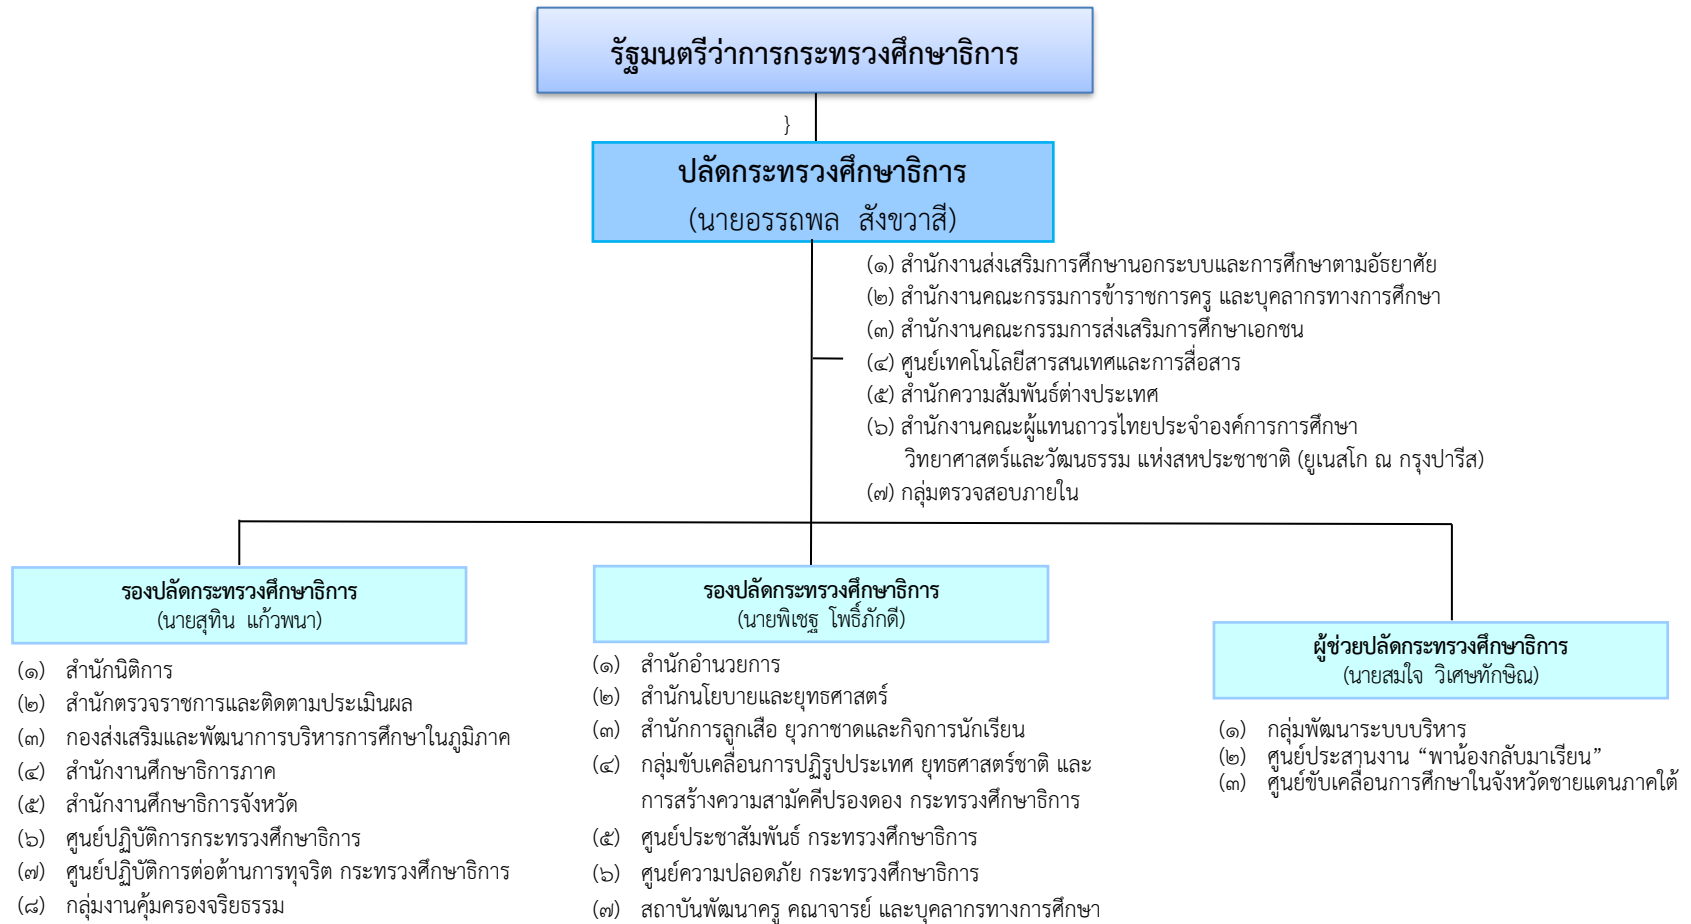 รัฐมนตรีว่าการกระทรวงศึกษาธิการ
}
ปลัดกระทรวงศึกษาธิการ
(นายอรรถพล สังขวาสี)
(๑) สำนักงานส่งเสริมการศึกษานอกระบบและการศึกษาตามอัธยาศัย
(๒) สำนักงานคณะกรรมการข้าราชการครู และบุคลากรทางการศึกษา
(๓) สำนักงานคณะกรรมการส่งเสริมการศึกษาเอกชน
(๔) ศูนย์เทคโนโลยีสารสนเทศและการสื่อสาร
(๕) สำนักความสัมพันธ์ต่างประเทศ
(๖) สำนักงานคณะผู้แทนถาวรไทยประจำองค์การการศึกษา
วิทยาศาสตร์และวัฒนธรรม แห่งสหประชาชาติ (ยูเนสโก ณ กรุงปารีส)
(๗) กลุ่มตรวจสอบภายใน
รองปลัดกระทรวงศึกษาธิการ
(นายสุทิน แก้วพนา)
(๑) สำนักนิติการ
(๒) สำนักตรวจราชการและติดตามประเมินผล
(๓) กองส่งเสริมและพัฒนาการบริหารการศึกษาในภูมิภาค
(๔) สำนักงานศึกษาธิการภาค
(๕) สำนักงานศึกษาธิการจังหวัด
(๖) ศูนย์ปฏิบัติการกระทรวงศึกษาธิการ
(๗) ศูนย์ปฏิบัติการต่อต้านการทุจริต กระทรวงศึกษาธิการ
(๘) กลุ่มงานคุ้มครองจริยธรรม
รองปลัดกระทรวงศึกษาธิการ
(นายพิเชฐ โพธิ์ภักดี)
(๑) สำนักอำนวยการ
(๒) สำนักนโยบายและยุทธศาสตร์
(๓) สำนักการลูกเสือ ยุวกาชาดและกิจการนักเรียน
(๔) กลุ่มขับเคลื่อนการปฏิรูปประเทศ ยุทธศาสตร์ชาติ และ
การสร้างความสามัคคีปรองดอง กระทรวงศึกษาธิการ
(๕) ศูนย์ประชาสัมพันธ์ กระทรวงศึกษาธิการ
(๖) ศูนย์ความปลอดภัย กระทรวงศึกษาธิการ
(๗) สถาบันพัฒนาครู คณาจารย์ และบุคลากรทางการศึกษา
ผู้ช่วยปลัดกระทรวงศึกษาธิการ
(นายสมใจ วิเศษทักษิณ)
(๑) กลุ่มพัฒนาระบบบริหาร
(๒) ศูนย์ประสานงาน “พาน้องกลับมาเรียน”
(๓) ศูนย์ขับเคลื่อนการศึกษาในจังหวัดชายแดนภาคใต้